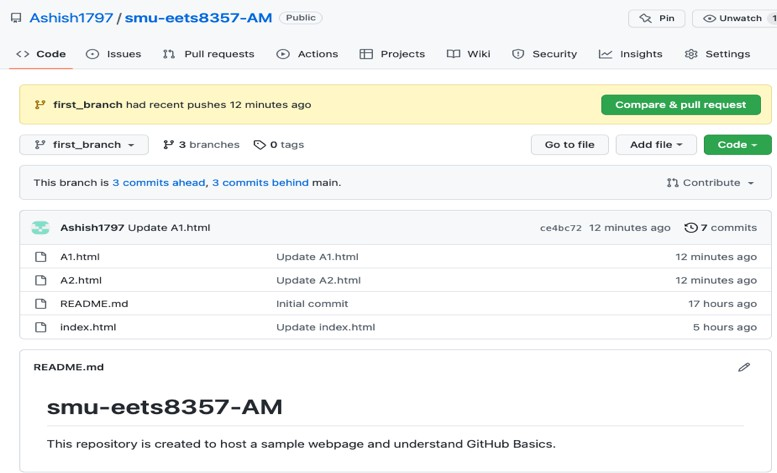 Ashish1797 / smu-eets8357-AM Public Pin Unwatch 1
Code Issues Pull requests Actions Projects Wiki Security Insights Settings
first_branch had recent pushes 12 minutes ago Compare & pull request
first_branch 3 branches 0 tags Go to file Add file Code
This branch is 3 commits ahead, 3 commits behind main. Contribute
Ashish1797 Update A1.html ce4bc72 12 minutes ago 7 commits
A1.html Update A1.html 12 minutes ago
A2.html Update A2.html 12 minutes ago
README.md Initial commit 17 hours ago
index.html Update index.html 5 hours ago
README.md
smu-eets8357-AM
This repository is created to host a sample webpage and understand GitHub Basics.